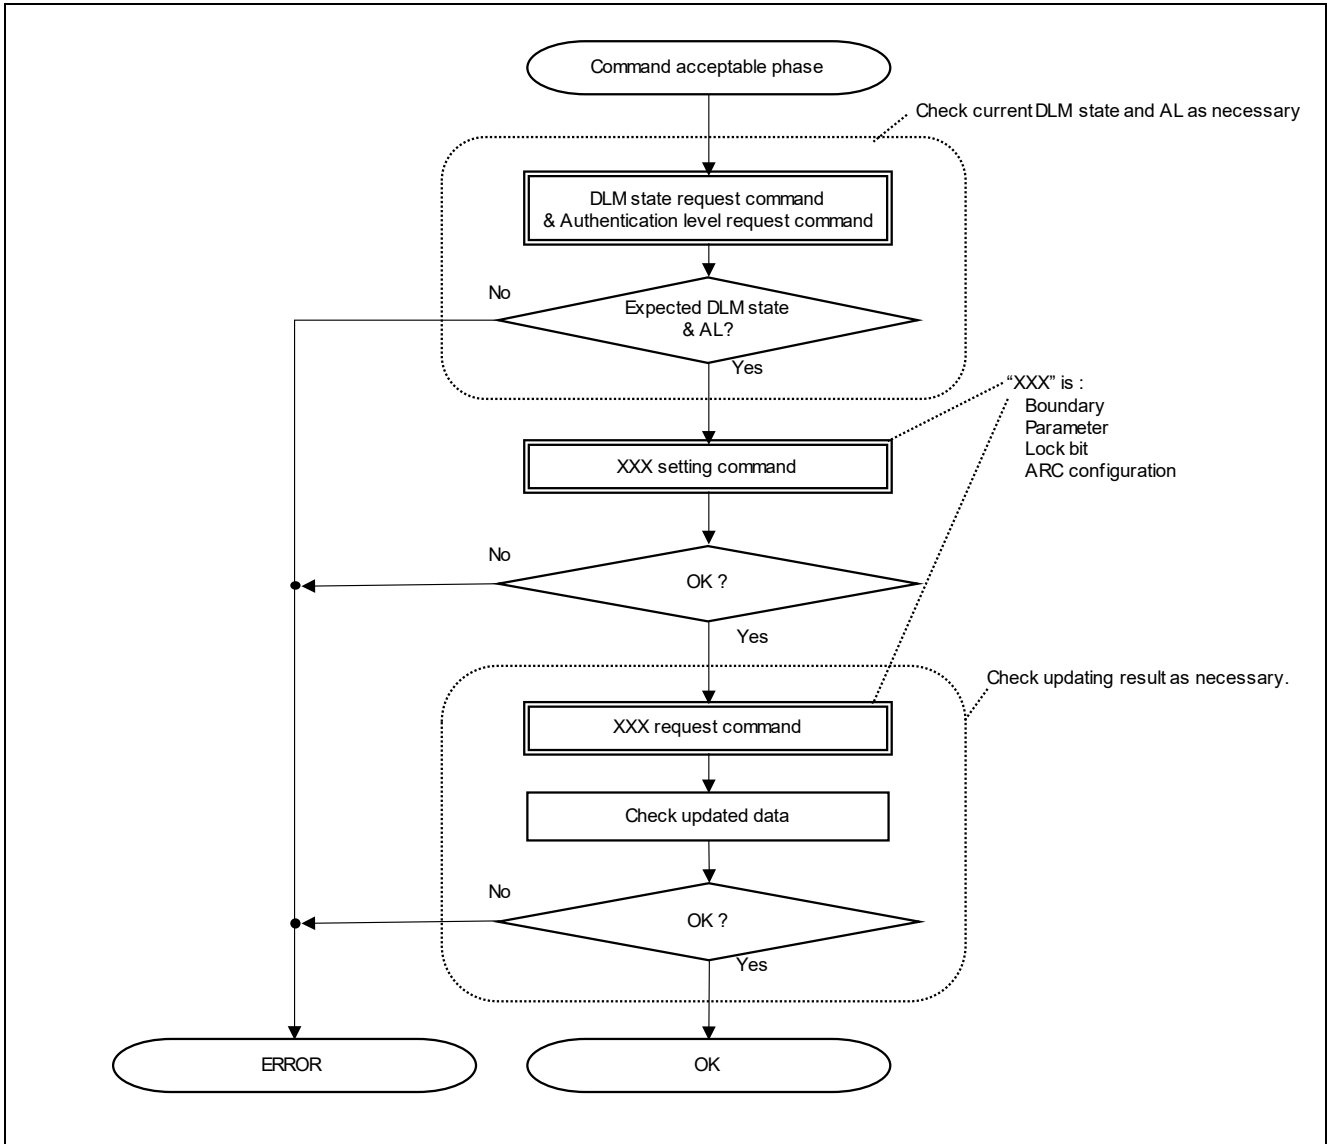 Command acceptable phase
Check current DLM state and AL as necessary
DLM state request command
& Authentication level request command
No
Expected DLM state
& AL?
Yes
“XXX” is :
Boundary
Parameter
Lock bit
ARC configuration
XXX setting command
No
OK ?
Yes
Check updating result as necessary.
XXX request command
Check updated data
No
OK ?
Yes
ERROR
OK